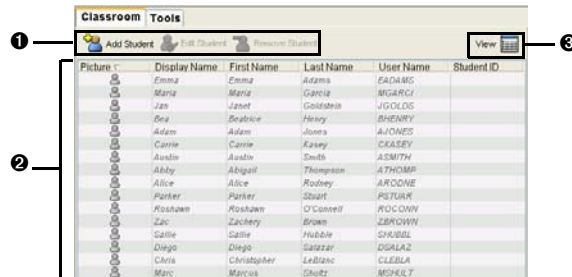 Classroom Tools
❶ Add Student Edit Student Remove Student View ❸
Picture Display Name First Name Last Name User Name Student ID
Emma Emma Adams EADAMS
Maria Maria Garcia MGARCI
Jan Janet Goldstein JGOLDS
Bea Beatrice Henry BHENRY
Adam Adam Jones AJONES
Carrie Carrie Kasey CKASEY
Austin Austin Smith ASMITH
❷ Abby Abigail Thompson ATHOMP
Alice Alice Rodney ARODNE
Parker Parker Stuart PSTUAR
Roshawn Roshawn O'Connell ROCONN
Zac Zachery Brown ZBROWN
Sallie Sallie Hubble SHUBBL
Diego Diego Salazar DSALAZ
Chris Christopher LeBlanc CLEBLA
Marc Marcus Shultz MSHULT